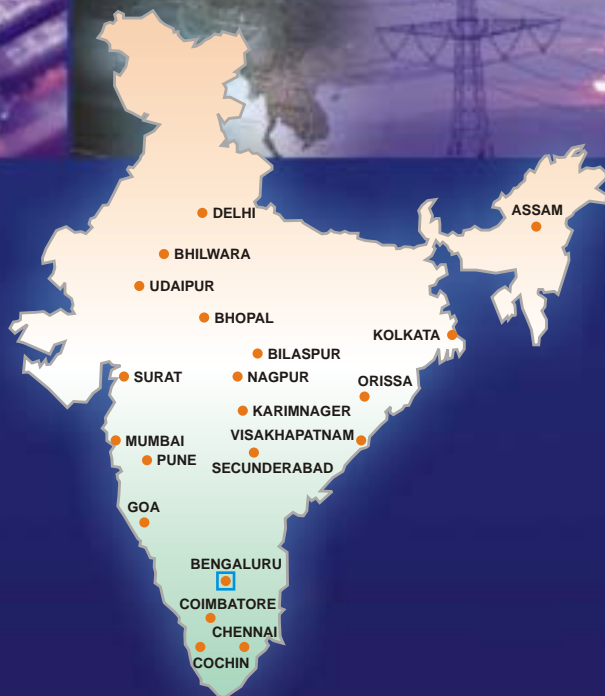 DELHI
ASSAM
BHILWARA
UDAIPUR
BHOPAL
KOLKATA
BILASPUR
SURAT
NAGPUR
ORISSA
KARIMNAGER
VISAKHAPATNAM
MUMBAI
PUNE
SECUNDERABAD
GOA
BENGALURU
COIMBATORE
CHENNAI
COCHIN